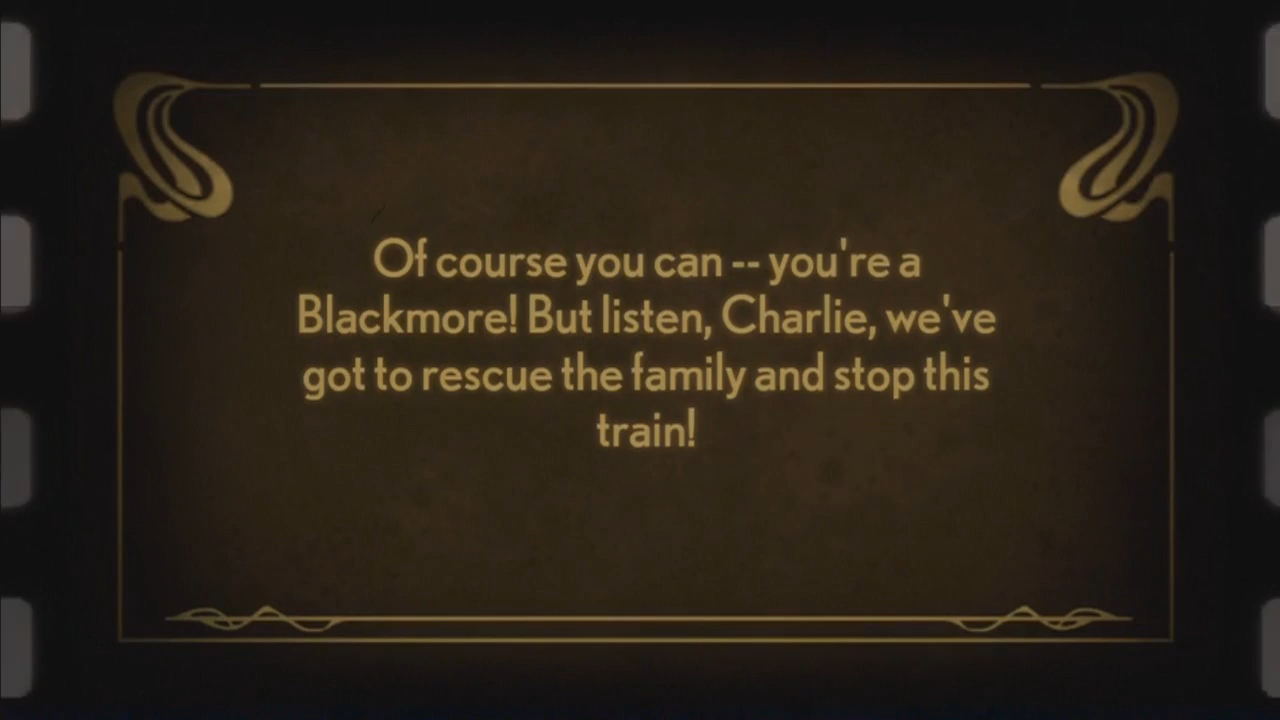 Of course you can -- you're a
Blackmore! But listen, Charlie, we've
got to rescue the family and stop this
train!